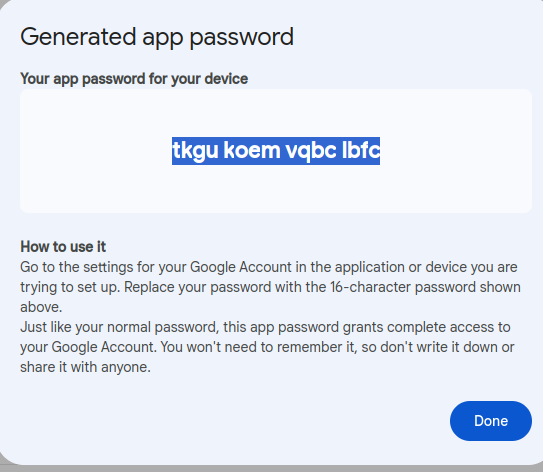 Generated app password
Your app password for your device
tkgu koem vqbc lbfc
How to use it
Go to the settings for your Google Account in the application or device you are
trying to set up. Replace your password with the 16-character password shown
above.
Just like your normal password, this app password grants complete access to
your Google Account. You won't need to remember it, so don't write it down or
share it with anyone.
Done